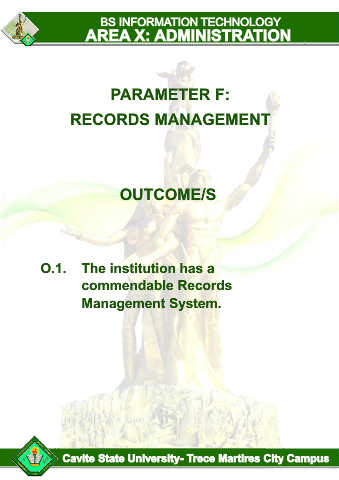 BS INFORMATION TECHNOLOGY
AREA X: ADMINISTRATION
PARAMETER F:
RECORDS MANAGEMENT
OUTCOME/S
O.1. The institution has a
commendable Records
Management System.
Cavite State University- Trece Martires City Campus